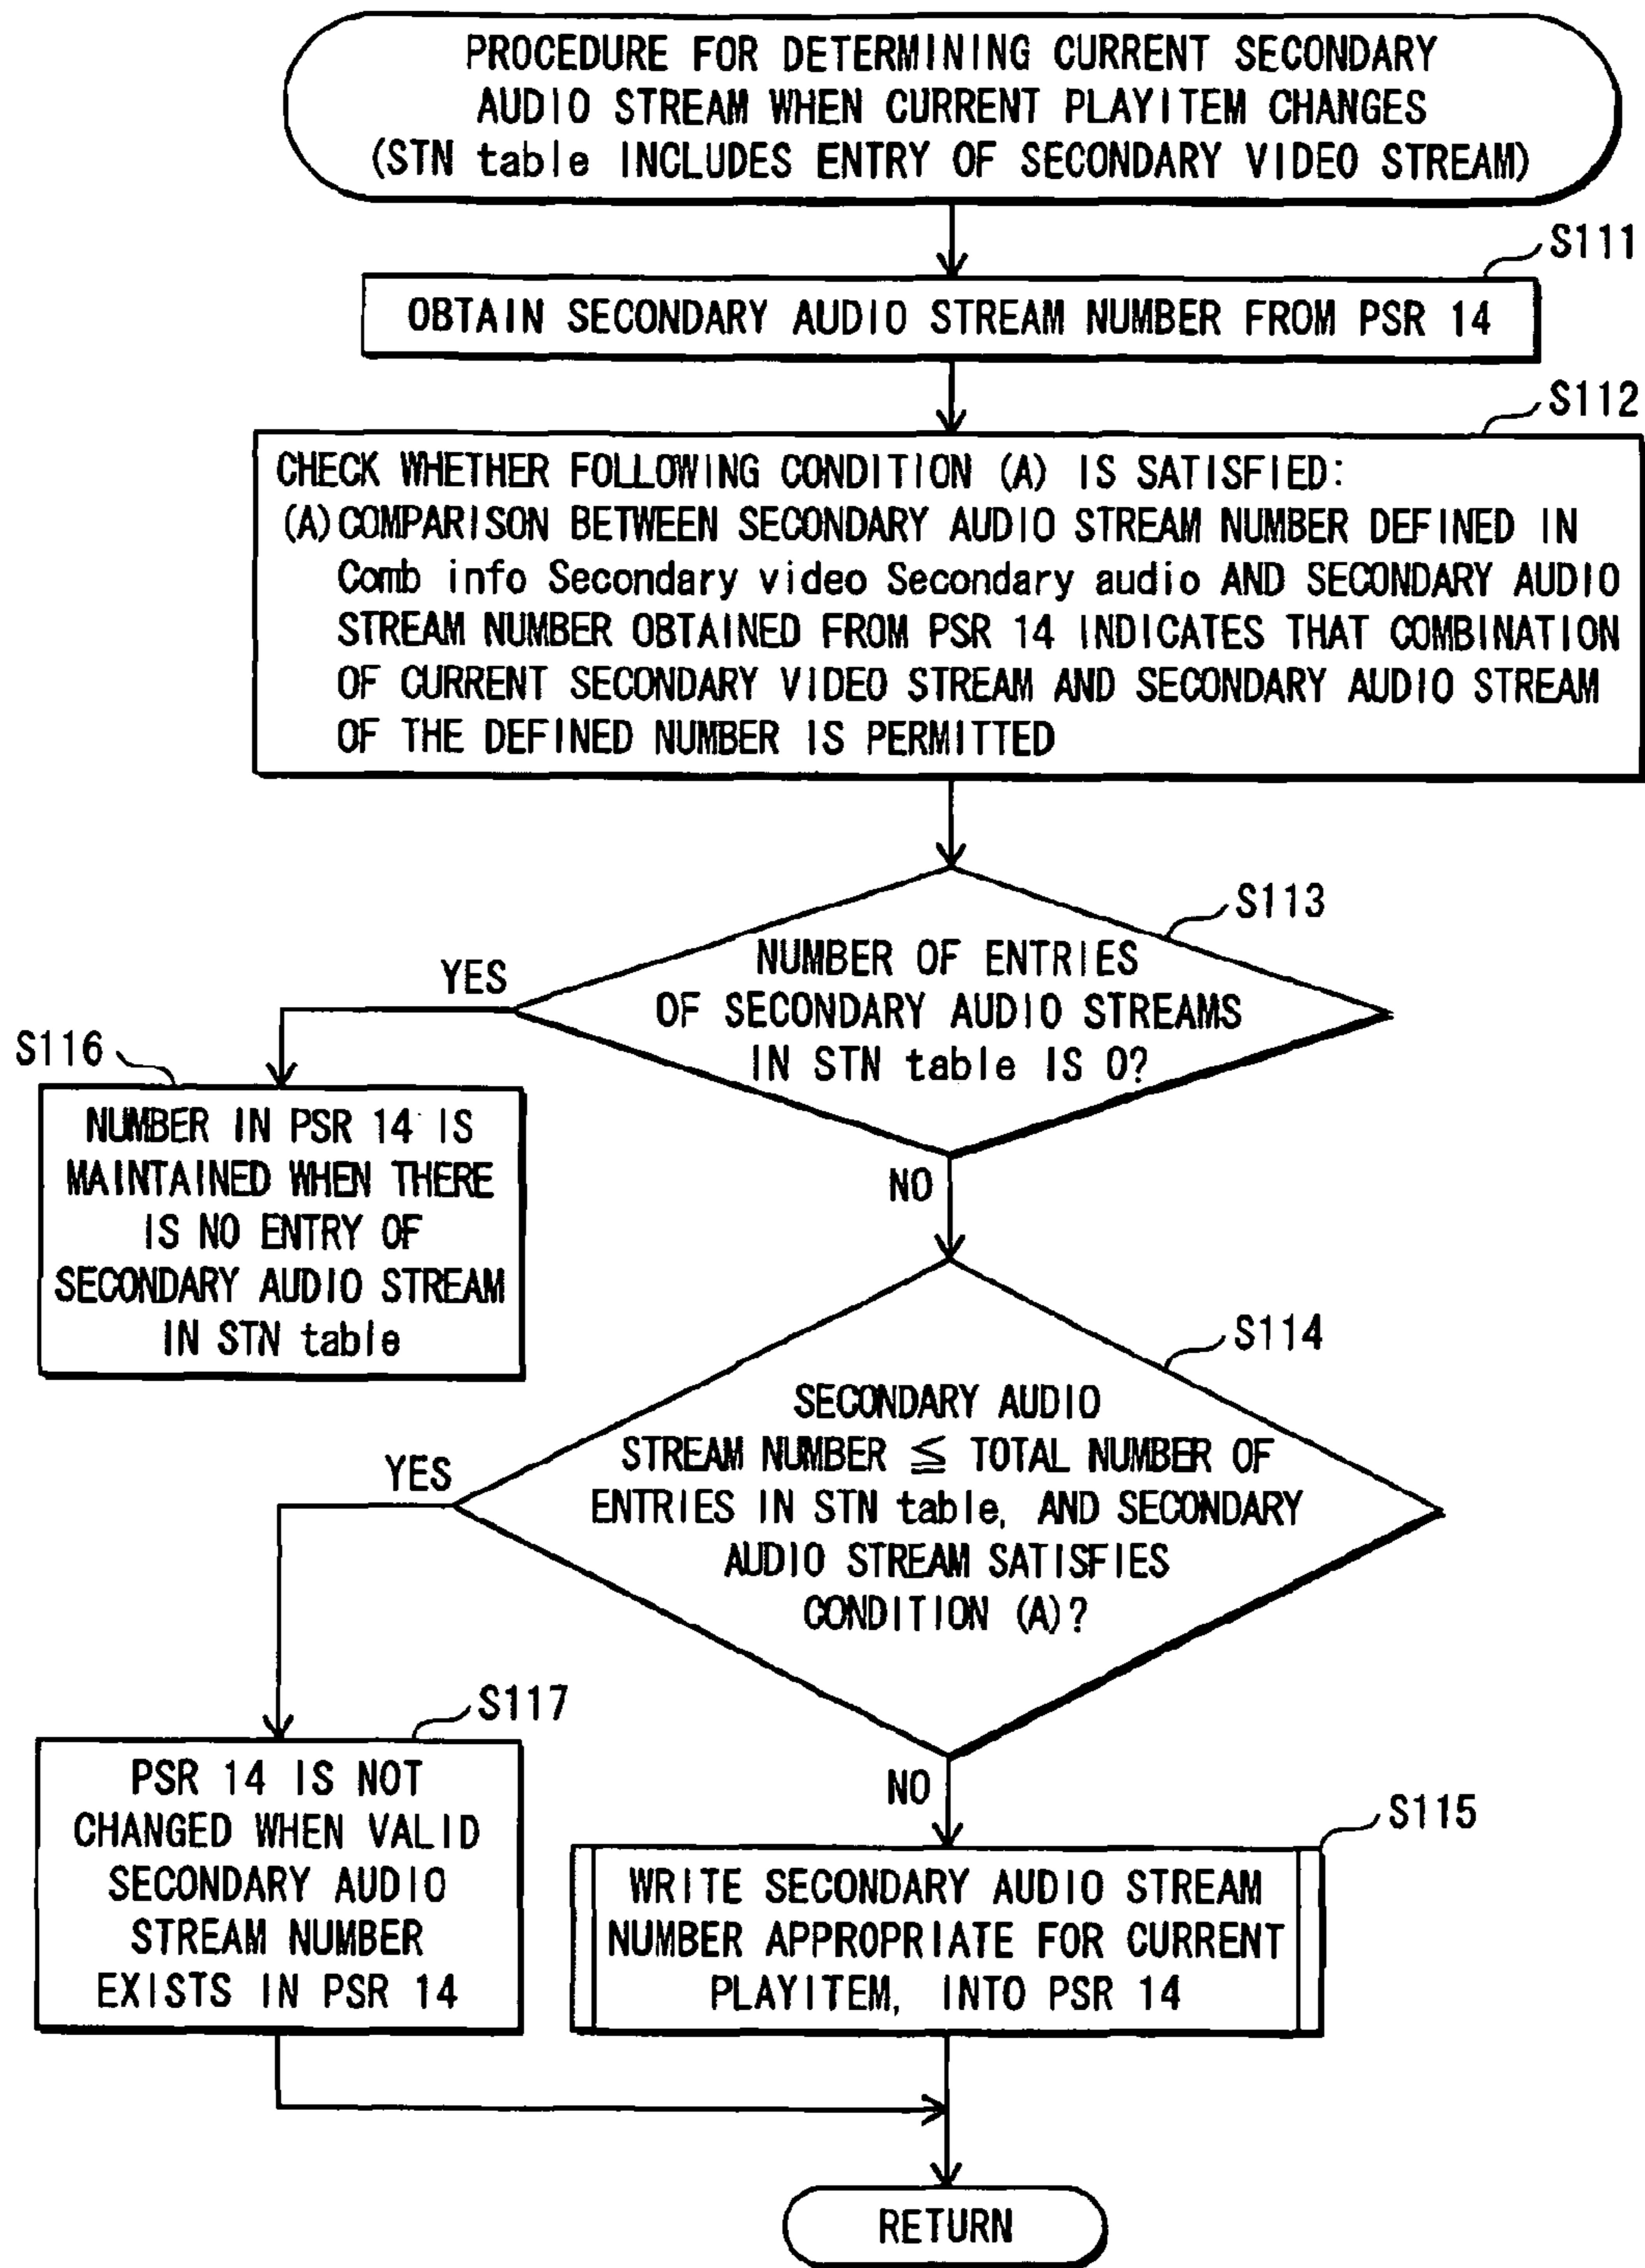 PROCEDURE FOR DETERMINING CURRENT SECONDARY
AUDIO STREAM WHEN CURRENT PLAYITEM CHANGES
(STN table INCLUDES ENTRY OF SECONDARY VIDEO STREAM)
S111
OBTAIN SECONDARY AUDIO STREAM NUMBER FROM PSR 14
S112
CHECK WHETHER FOLLOWING CONDITION (A) IS SATISFIED:
(A) COMPARISON BETWEEN SECONDARY AUDIO STREAM NUMBER DEFINED IN
Comb info Secondary video Secondary audio AND SECONDARY AUDIO
STREAM NUMBER OBTAINED FROM PSR 14 INDICATES THAT COMBINATION
OF CURRENT SECONDARY VIDEO STREAM AND SECONDARY AUDIO STREAM
OF THE DEFINED NUMBER IS PERMITTED
S113
NUMBER OF ENTRIES
OF SECONDARY AUDIO STREAMS
IN STN table IS 0?
YES
S116
NUMBER IN PSR 14 IS
MAINTAINED WHEN THERE
IS NO ENTRY OF
SECONDARY AUDIO STREAM
IN STN table
NO
S114
SECONDARY AUDIO
STREAM NUMBER ≦ TOTAL NUMBER OF
ENTRIES IN STN table, AND SECONDARY
AUDIO STREAM SATISFIES
CONDITION (A)?
YES
S117
PSR 14 IS NOT
CHANGED WHEN VALID
SECONDARY AUDIO
STREAM NUMBER
EXISTS IN PSR 14
NO
S115
WRITE SECONDARY AUDIO STREAM
NUMBER APPROPRIATE FOR CURRENT
PLAYITEM, INTO PSR 14
RETURN